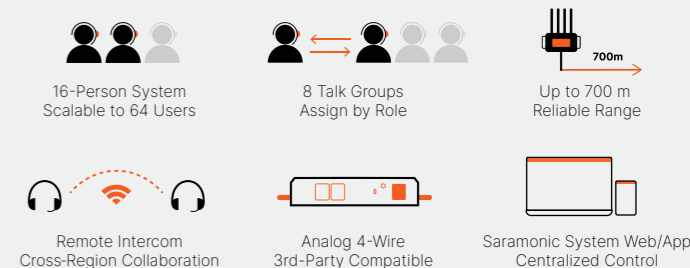 700m
16-Person System
Scalable to 64 Users
8 Talk Groups
Assign by Role
Up to 700 m
Reliable Range
Remote Intercom
Cross-Region Collaboration
Analog 4-Wire
3rd-Party Compatible
Saramonic System Web/App
Centralized Control